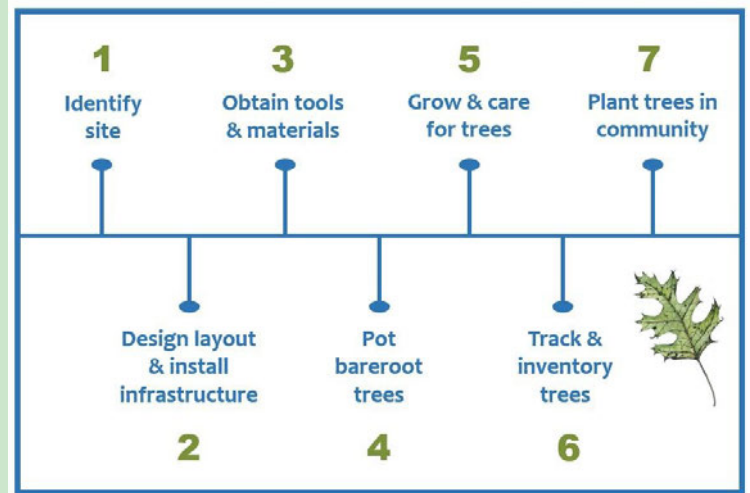 1
Identify
site
2
Design layout
& install
infrastructure
3
Obtain tools
& materials
4
Pot
bareroot
trees
5
Grow & care
for trees
6
Track &
inventory
trees
7
Plant trees in
community